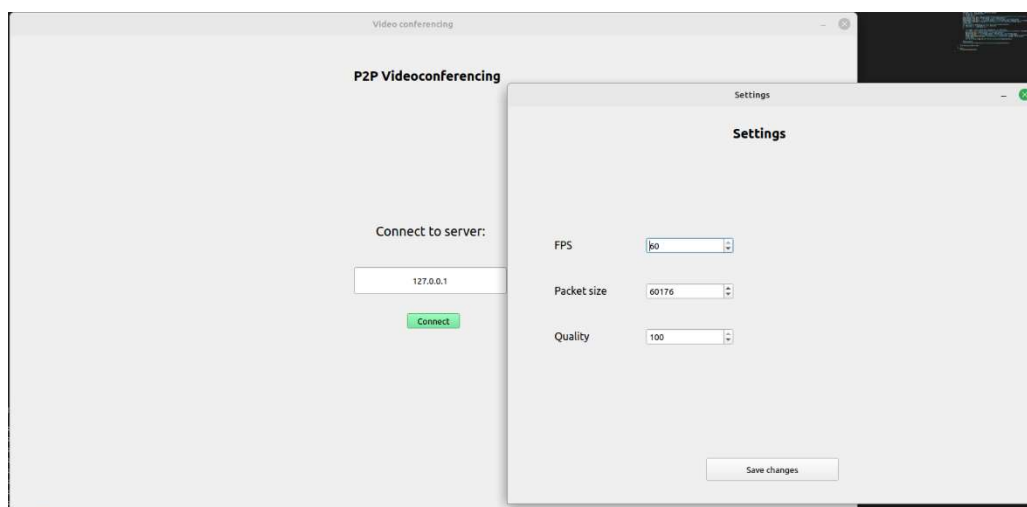 Video conferencing
P2P Videoconferencing
Connect to server:
127.0.0.1
Connect
Settings
Settings
FPS
60
Packet size
60176
Quality
100
Save changes